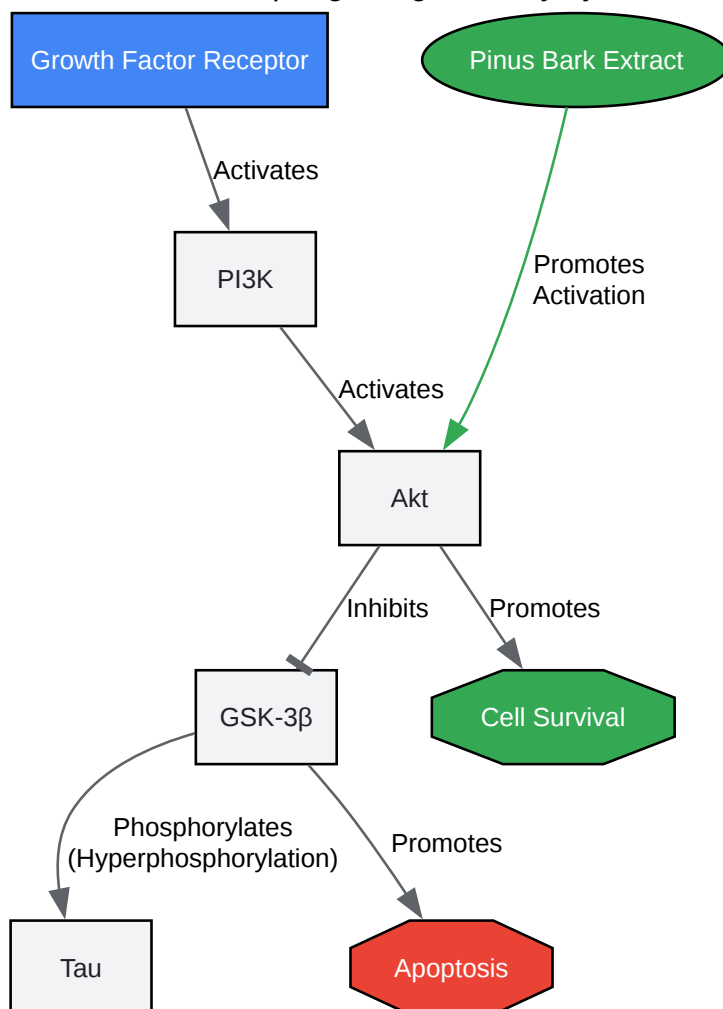 Growth Factor Receptor
Pinus Bark Extract
Activates
PI3K
Promotes
Activation
Activates
Akt
Inhibits
Promotes
GSK-3β
Cell Survival
Phosphorylates
(Hyperphosphorylation)
Promotes
Tau
Apoptosis